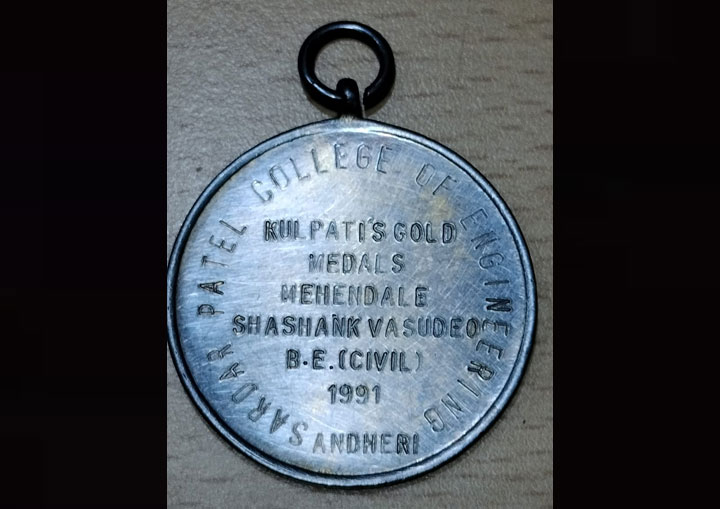 SARDAR PATEL COLLEGE OF ENGINEERING
KULPATI'S GOLD
MEDALS
MEHENDALE
SHASHANK VASUDEO
B.E.(CIVIL)
1991
ANDHERI